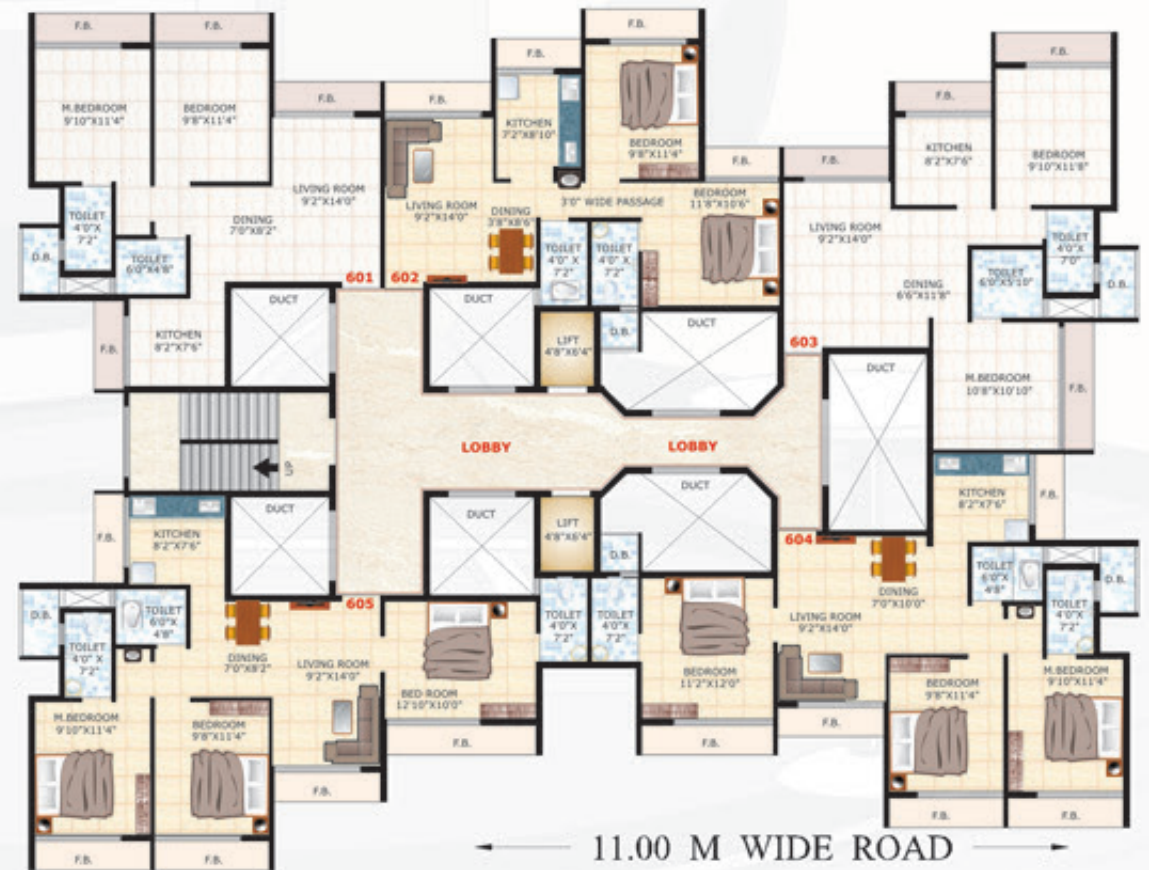 F.B.
F.B.
M.BEDROOM
9'10"X11'4"
BEDROOM
9'8"X11'4"
F.B.
LIVING ROOM
9'2"X14'0"
DINING
7'0"X8'2"
TOILET
4'0"X
7'2"
D.B.
TOILET
6'0"X4'8"
KITCHEN
8'2"X7'6"
F.B.
DUCT
601
602
F.B.
LIVING ROOM
9'2"X14'0"
DINING
3'8"X8'6"
F.B.
KITCHEN
7'2"X8'10"
F.B.
BEDROOM
9'8"X11'4"
3'0" WIDE PASSAGE
F.B.
BEDROOM
11'8"X10'6"
TOILET
4'0" X
7'2"
TOILET
4'0" X
7'2"
DUCT
LIFT
4'8"X6'4"
D.B.
DUCT
F.B.
LIVING ROOM
9'2"X14'0"
DINING
6'6"X11'8"
603
F.B.
KITCHEN
8'2"X7'6"
F.B.
BEDROOM
9'10"X11'8"
TOILET
4'0"X
7'0"
TOILET
6'0"X5'10"
D.B.
M.BEDROOM
10'8"X10'10"
F.B.
DUCT
LOBBY
LOBBY
UP
F.B.
KITCHEN
8'2"X7'6"
DUCT
DUCT
LIFT
4'8"X6'4"
DUCT
D.B.
604
KITCHEN
8'2"X7'6"
F.B.
DINING
7'0"X10'0"
LIVING ROOM
9'2"X14'0"
TOILET
6'0"X
4'8"
TOILET
4'0"X
7'2"
D.B.
BEDROOM
9'8"X11'4"
M.BEDROOM
9'10"X11'4"
F.B.
F.B.
F.B.
BEDROOM
11'2"X12'0"
F.B.
TOILET
4'0"X
7'2"
TOILET
4'0"X
7'2"
605
D.B.
TOILET
6'0"X
4'8"
TOILET
4'0" X
7'2"
DINING
7'0"X8'2"
LIVING ROOM
9'2"X14'0"
BED ROOM
12'10"X10'0"
F.B.
M.BEDROOM
9'10"X11'4"
BEDROOM
9'8"X11'4"
F.B.
F.B.
F.B.
11.00 M WIDE ROAD